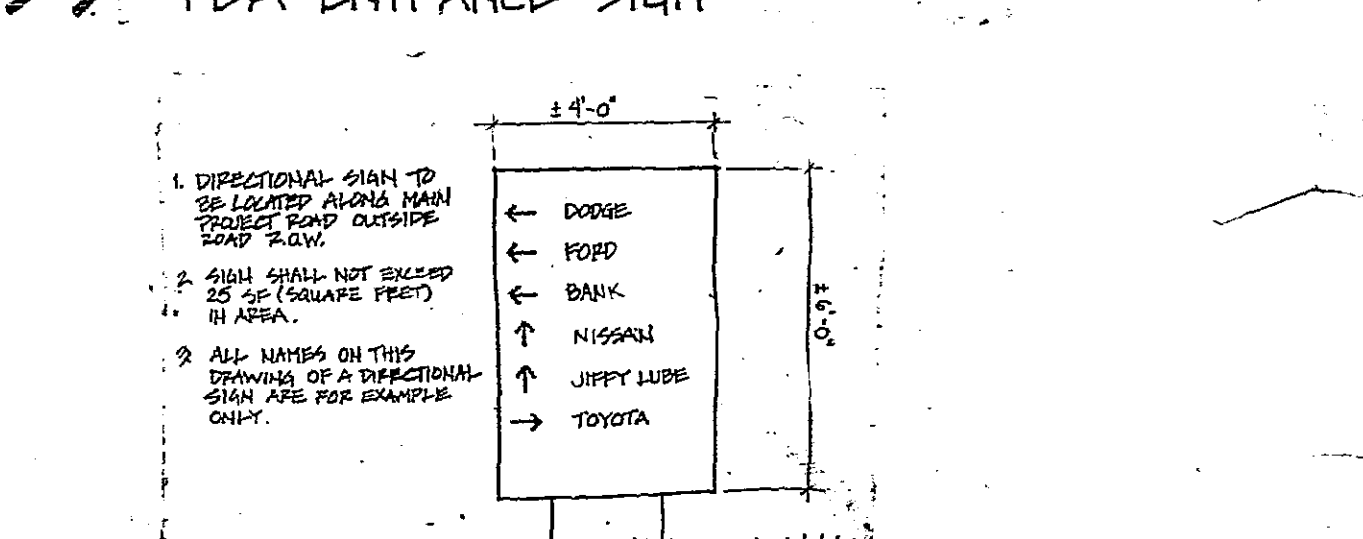 ENTRANCE SIGN
± 4'-0"
1. DIRECTIONAL SIGN TO
BE LOCATED ALONG MAIN
PROJECT ROAD OUTSIDE
ROAD R.O.W.
2. SIGN SHALL NOT EXCEED
25 SF (SQUARE FEET)
IN AREA.
3. ALL NAMES ON THIS
DRAWING OF A DIRECTIONAL
SIGN ARE FOR EXAMPLE
ONLY.
← DODGE
← FORD
← BANK
↑ NISSAN
↑ JIFFY LUBE
→ TOYOTA
± 6'-0"